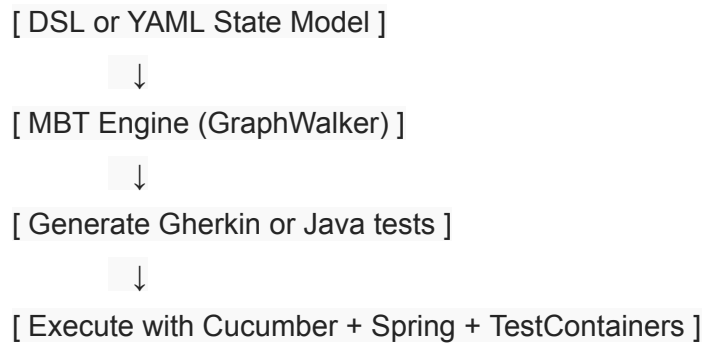 [ DSL or YAML State Model ]
↓
[ MBT Engine (GraphWalker) ]
↓
[ Generate Gherkin or Java tests ]
↓
[ Execute with Cucumber + Spring + TestContainers ]